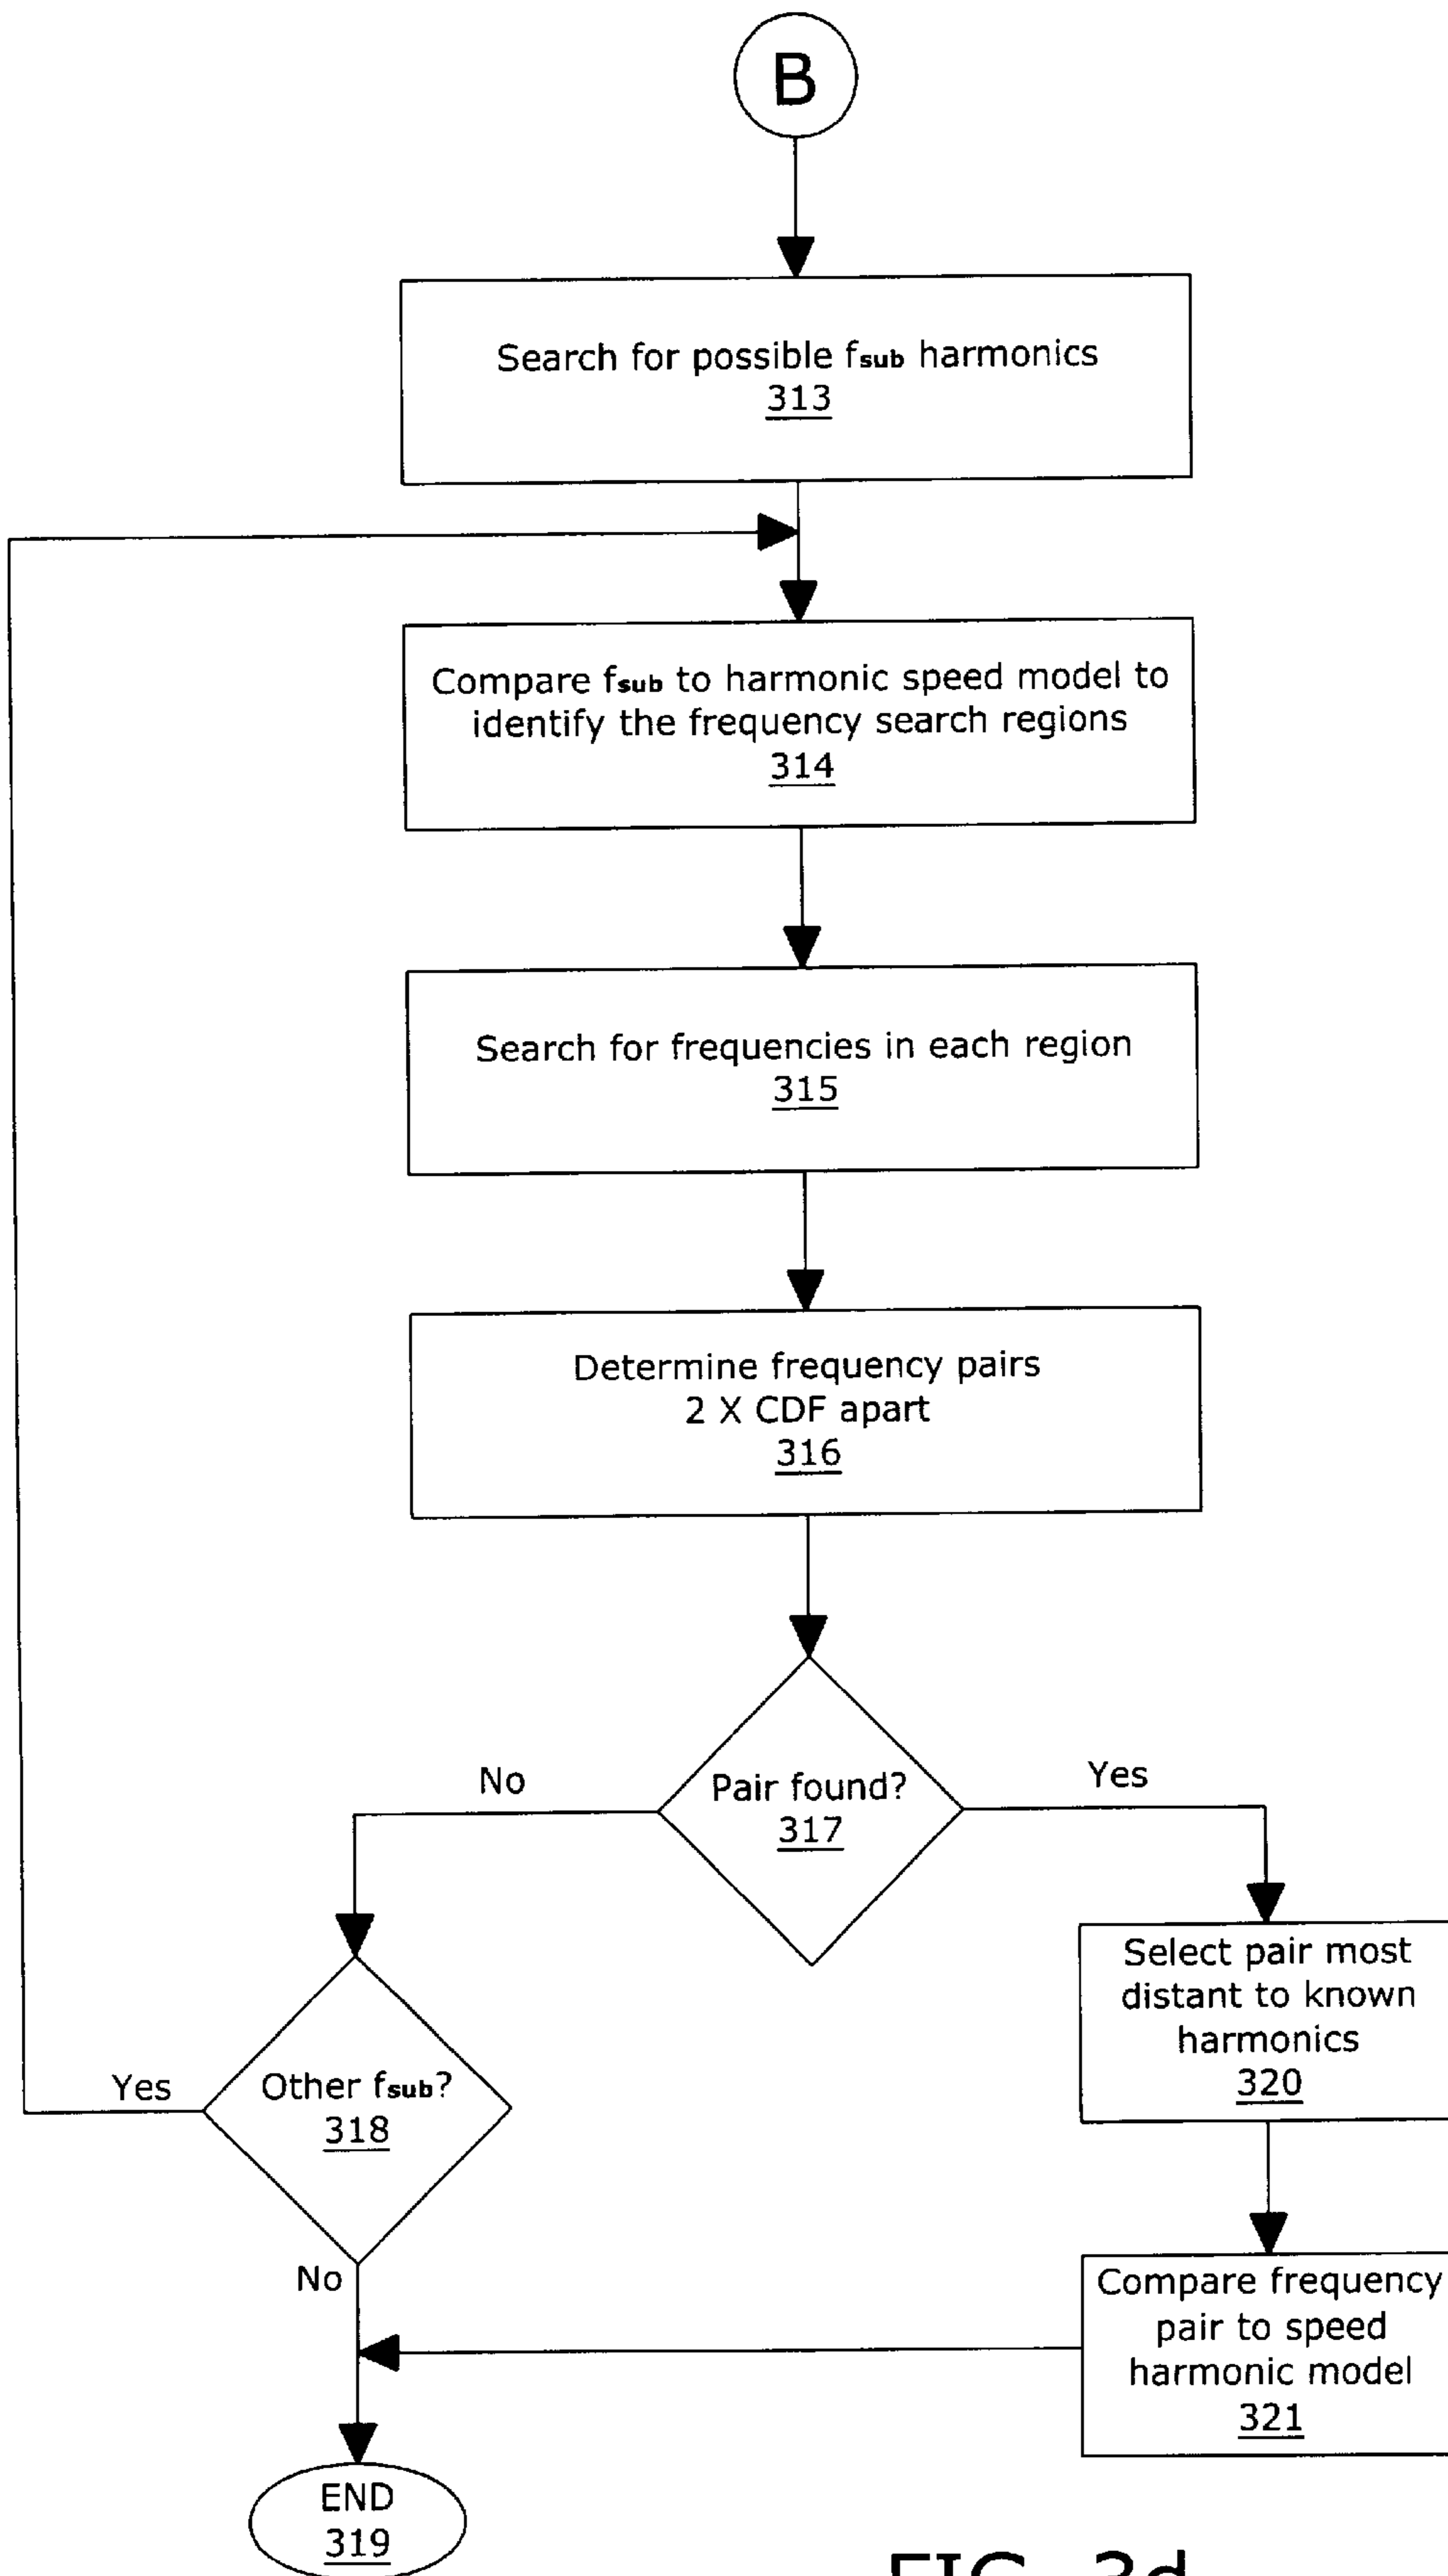 B
Search for possible fsub harmonics
313
Compare fsub to harmonic speed model to
identify the frequency search regions
314
Search for frequencies in each region
315
Determine frequency pairs
2 X CDF apart
316
Pair found?
317
No
Yes
Select pair most
distant to known
harmonics
320
Other fsub?
318
Yes
No
Compare frequency
pair to speed
harmonic model
321
END
319
FIG. 3d